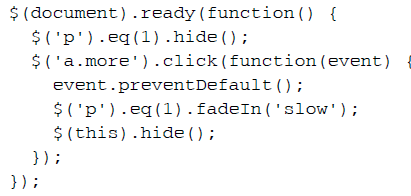 $(document).ready(function() {
  $('p').eq(1).hide();
  $('a.more').click(function(event) {
    event.preventDefault();
    $('p').eq(1).fadeIn('slow');
    $(this).hide();
  });
});